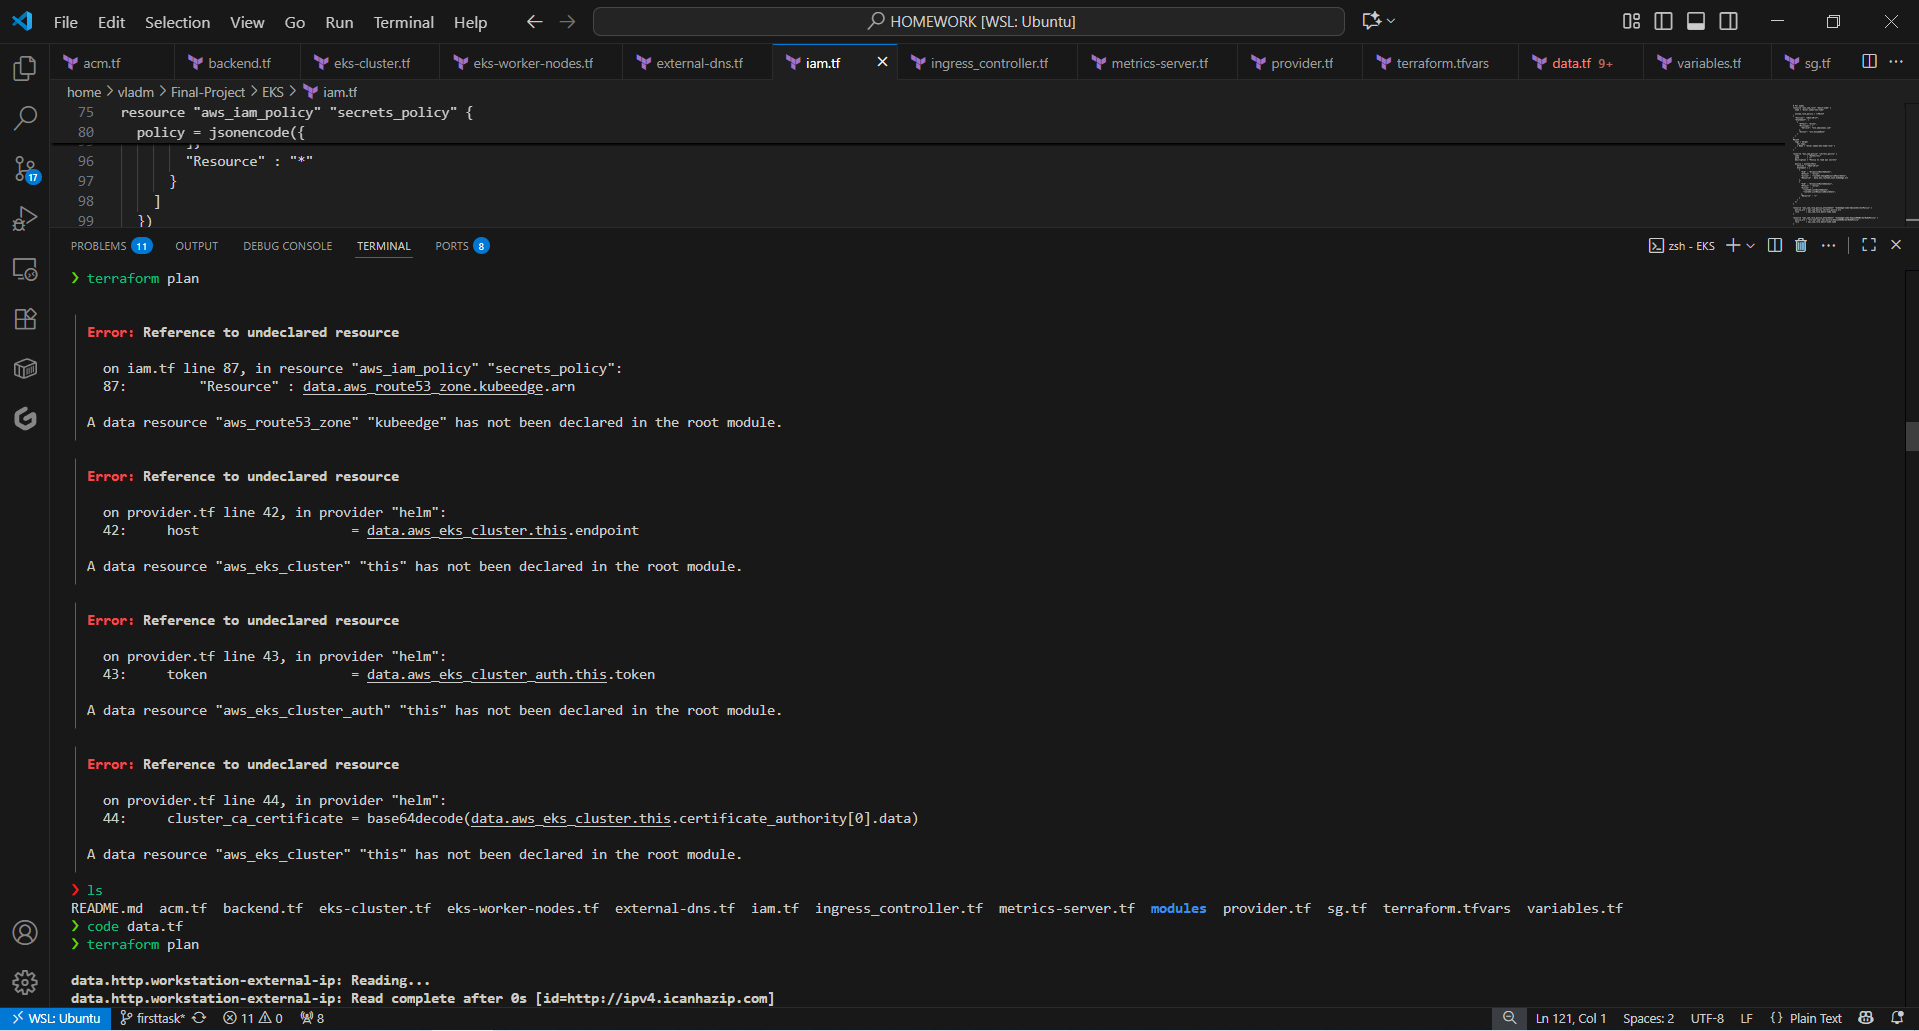 File Edit Selection View Go Run Terminal Help
HOMEWORK [WSL: Ubuntu]
acm.tf backend.tf eks-cluster.tf eks-worker-nodes.tf external-dns.tf iam.tf ingress_controller.tf metrics-server.tf provider.tf terraform.tfvars data.tf 9+ variables.tf sg.tf
home > vladm > Final-Project > EKS > iam.tf
75 resource "aws_iam_policy" "secrets_policy" {
80 policy = jsonencode({
96 "Resource" : "*"
97 }
98 ]
99 })
17
PROBLEMS 11 OUTPUT DEBUG CONSOLE TERMINAL PORTS 8
zsh - EKS
❯ terraform plan
Error: Reference to undeclared resource
on iam.tf line 87, in resource "aws_iam_policy" "secrets_policy":
87: "Resource" : data.aws_route53_zone.kubeedge.arn
A data resource "aws_route53_zone" "kubeedge" has not been declared in the root module.
Error: Reference to undeclared resource
on provider.tf line 42, in provider "helm":
42: host = data.aws_eks_cluster.this.endpoint
A data resource "aws_eks_cluster" "this" has not been declared in the root module.
Error: Reference to undeclared resource
on provider.tf line 43, in provider "helm":
43: token = data.aws_eks_cluster_auth.this.token
A data resource "aws_eks_cluster_auth" "this" has not been declared in the root module.
Error: Reference to undeclared resource
on provider.tf line 44, in provider "helm":
44: cluster_ca_certificate = base64decode(data.aws_eks_cluster.this.certificate_authority[0].data)
A data resource "aws_eks_cluster" "this" has not been declared in the root module.
❯ ls
README.md acm.tf backend.tf eks-cluster.tf eks-worker-nodes.tf external-dns.tf iam.tf ingress_controller.tf metrics-server.tf modules provider.tf sg.tf terraform.tfvars variables.tf
❯ code data.tf
❯ terraform plan
data.http.workstation-external-ip: Reading...
data.http.workstation-external-ip: Read complete after 0s [id=http://ipv4.icanhazip.com]
WSL: Ubuntu firsttask* 11 0 8 Ln 121, Col 1 Spaces: 2 UTF-8 LF {} Plain Text